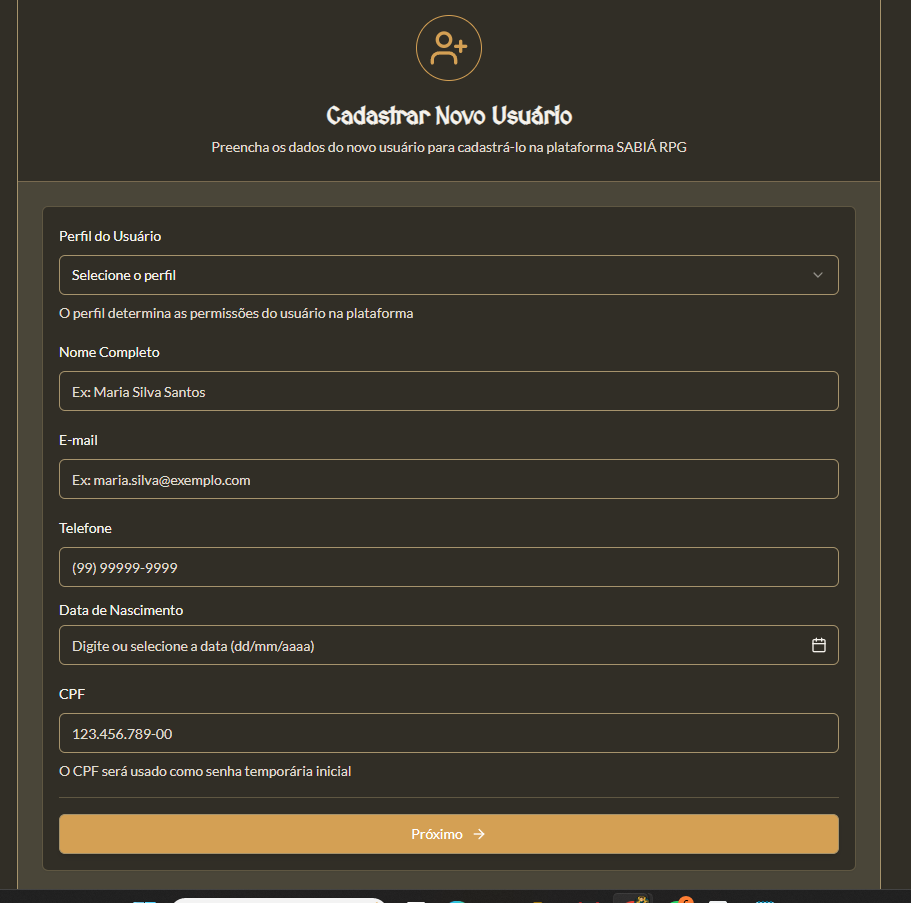 Cadastrar Novo Usuário
Preencha os dados do novo usuário para cadastrá-lo na plataforma SABIÁ RPG
Perfil do Usuário
Selecione o perfil
O perfil determina as permissões do usuário na plataforma
Nome Completo
Ex: Maria Silva Santos
E-mail
Ex: maria.silva@exemplo.com
Telefone
(99) 99999-9999
Data de Nascimento
Digite ou selecione a data (dd/mm/aaaa)
CPF
123.456.789-00
O CPF será usado como senha temporária inicial
Próximo